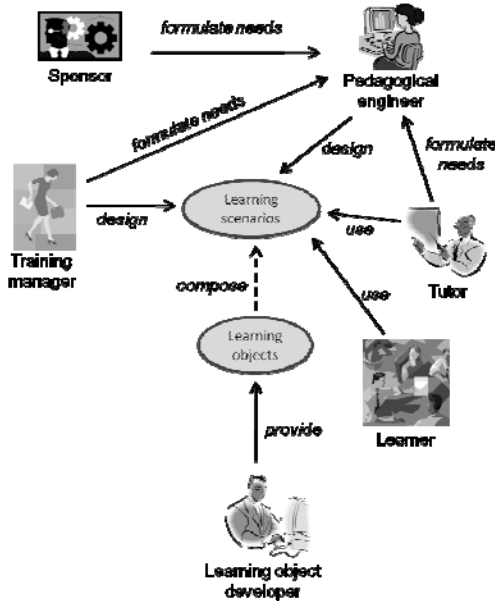 formulate needs
Sponsor
Pedagogical
engineer
formulate needs
formulate
needs
design
Learning
scenarios
design
use
Training
manager
Tutor
compose
use
Learning
objects
Learner
provide
Learning object
developer